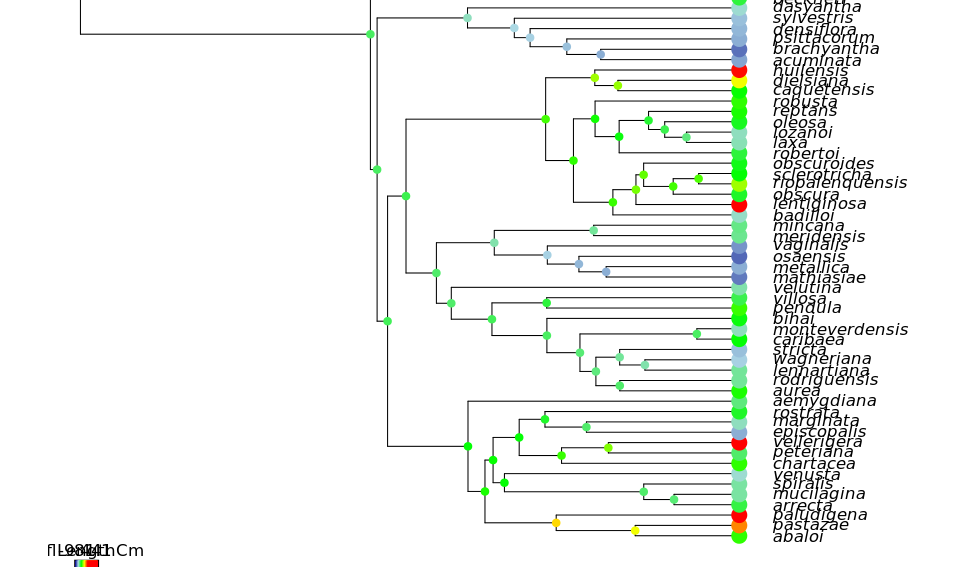 dasyantha
sylvestris
densiflora
psittacorum
brachyantha
acuminata
huilensis
dielsiana
caquetensis
robusta
reptans
oleosa
lozanoi
laxa
robertoi
obscuroides
sclerotricha
riopalenquensis
obscura
lentiginosa
badilloi
mincana
meridensis
vaginalis
osaensis
metallica
mathiasiae
velutina
villosa
pendula
bihai
monteverdensis
caribaea
stricta
wagneriana
lennartiana
rodriguensis
aurea
aemygdiana
rostrata
marginata
episcopalis
vellerigera
peteriana
chartacea
venusta
spiralis
mucilagina
arrecta
paludigena
pastazae
abaloi